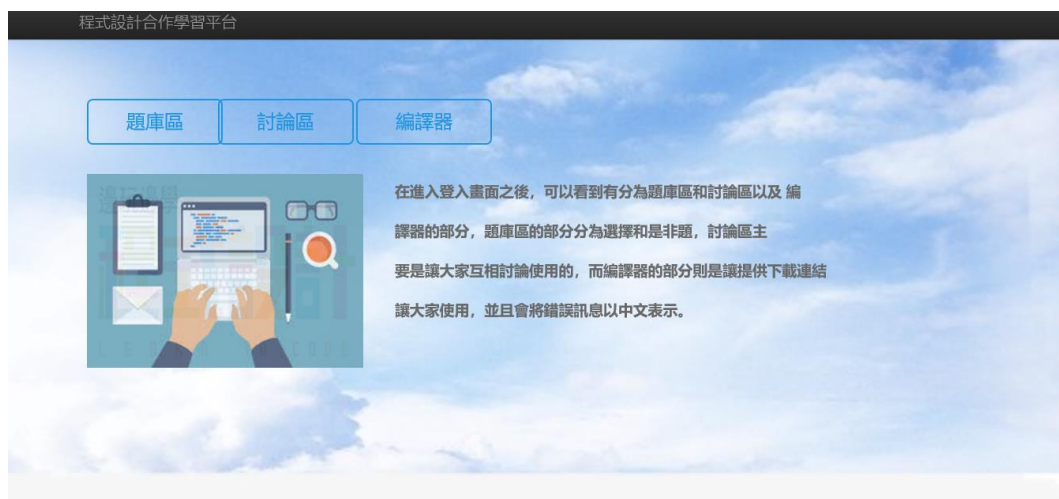 程式設計合作學習平台
題庫區
討論區
編譯器
在進入登入畫面之後，可以看到有分為題庫區和討論區以及 編
譯器的部分，題庫區的部分分為選擇和是非題，討論區主
要是讓大家互相討論使用的，而編譯器的部分則是讓提供下載連結
讓大家使用，並且會將錯誤訊息以中文表示。